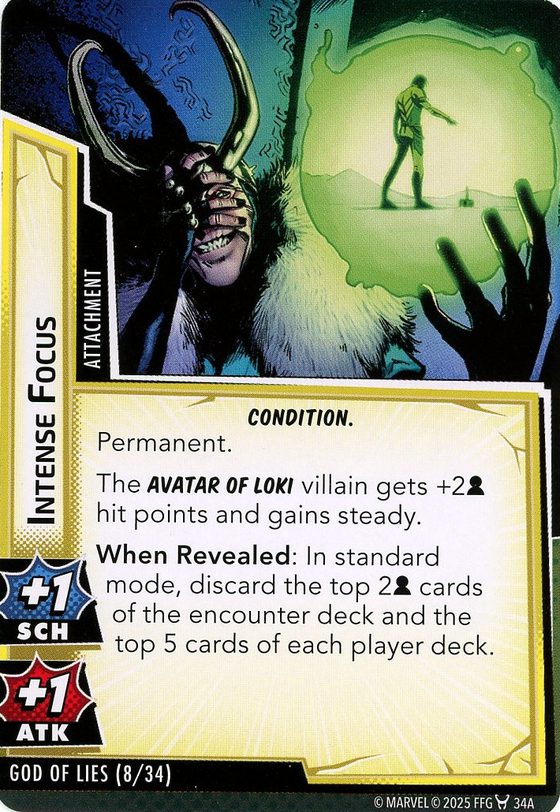 INTENSE FOCUS
ATTACHMENT
CONDITION.
Permanent.
The AVATAR OF LOKI villain gets +2
hit points and gains steady.
When Revealed: In standard
mode, discard the top 2 cards
of the encounter deck and the
top 5 cards of each player deck.
+1
SCH
+1
ATK
GOD OF LIES (8/34)
© MARVEL © 2025 FFG 34A